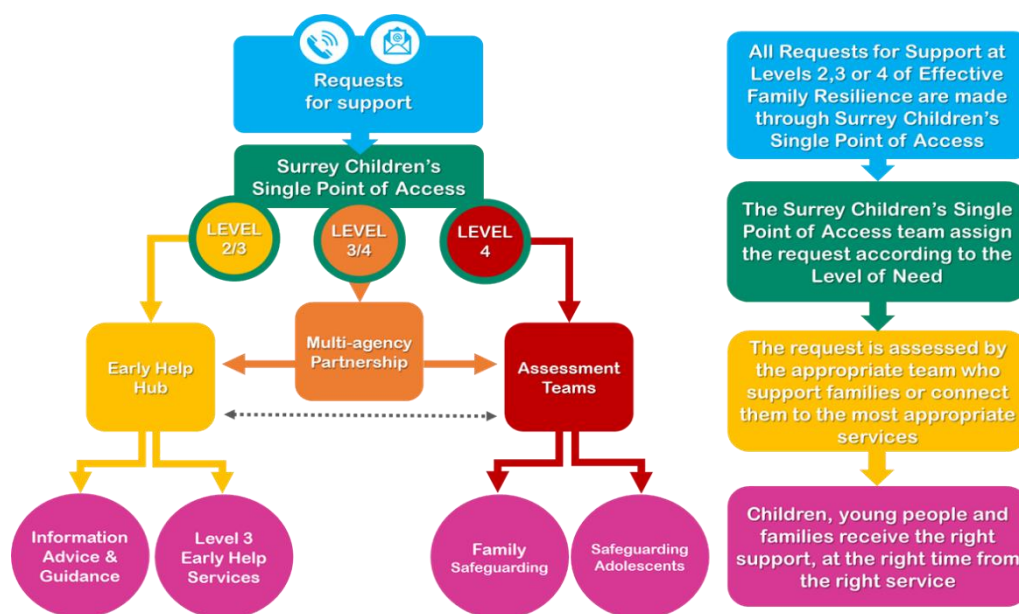 Requests
for support
Surrey Children's
Single Point of Access
LEVEL
2/3
LEVEL
3/4
LEVEL
4
Early Help
Hub
Multi-agency
Partnership
Assessment
Teams
Information
Advice &
Guidance
Level 3
Early Help
Services
Family
Safeguarding
Safeguarding
Adolescents
All Requests for Support at
Levels 2,3 or 4 of Effective
Family Resilience are made
through Surrey Children's
Single Point of Access
The Surrey Children's Single
Point of Access team assign
the request according to the
Level of Need
The request is assessed by
the appropriate team who
support families or connect
them to the most appropriate
services
Children, young people and
families receive the right
support, at the right time from
the right service